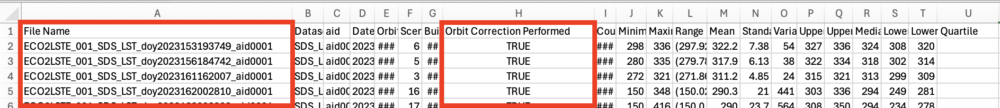 A B C D E F G H I J K L M N O P Q R S T U
1 File Name Datas aid Date Orbi Scer Bui Orbit Correction Performed Cou Minim Maxi Range Mean Standa Varia Uppe Upper Media Lowe Lower Quartile
2 ECO2LSTE_001_SDS_LST_doy2023153193749_aid0001 SDS_L aid00 2023 ### 6 ## TRUE ### 298 336 (297.92 322.2 7.38 54 327 336 324 308 320
3 ECO2LSTE_001_SDS_LST_doy2023156184742_aid0001 SDS_L aid00 2023 ### 5 ## TRUE ### 280 335 (279.78 317.9 6.13 38 322 334 318 302 314
4 ECO2LSTE_001_SDS_LST_doy2023161162007_aid0001 SDS_L aid00 2023 ### 3 ## TRUE ### 272 321 (271.86 311.2 4.85 24 315 321 313 299 309
5 ECO2LSTE_001_SDS_LST_doy2023162002810_aid0001 SDS_L aid00 2023 ### 16 ## TRUE ### 150 348 (150.02 290.3 21 441 303 336 294 249 281
6 SDS_L aid00 2023 ### 17 ## TRUE ### 150 416 (150.0 290 23.7 564 308 350 294 234 278